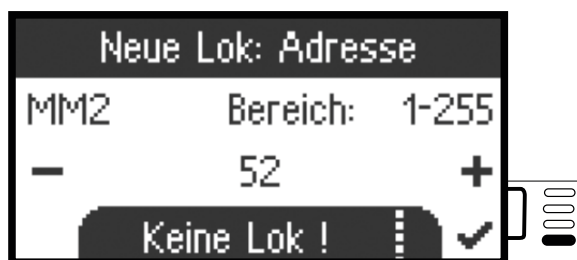 Neue Lok: Adresse
MM2 Bereich: 1-255
– 52 +
Keine Lok !